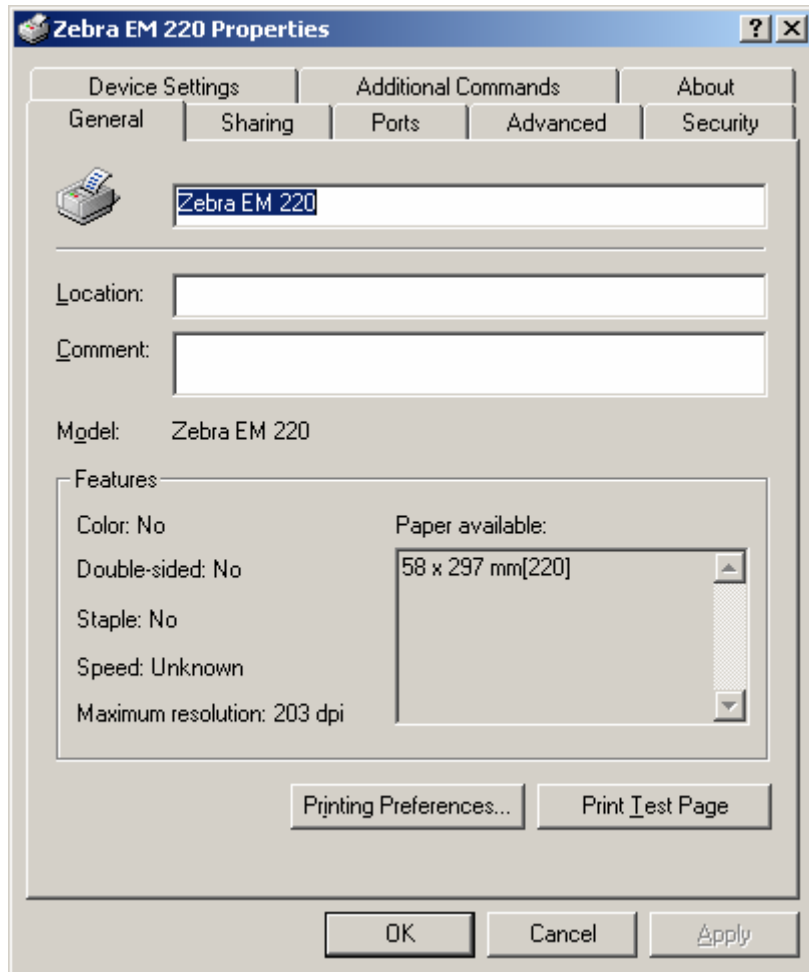 Zebra EM 220 Properties
Device Settings Additional Commands About
General Sharing Ports Advanced Security
Zebra EM 220
Location:
Comment:
Model: Zebra EM 220
Features
Color: No
Double-sided: No
Staple: No
Speed: Unknown
Maximum resolution: 203 dpi
Paper available:
58 x 297 mm[220]
Printing Preferences... Print Test Page
OK Cancel Apply